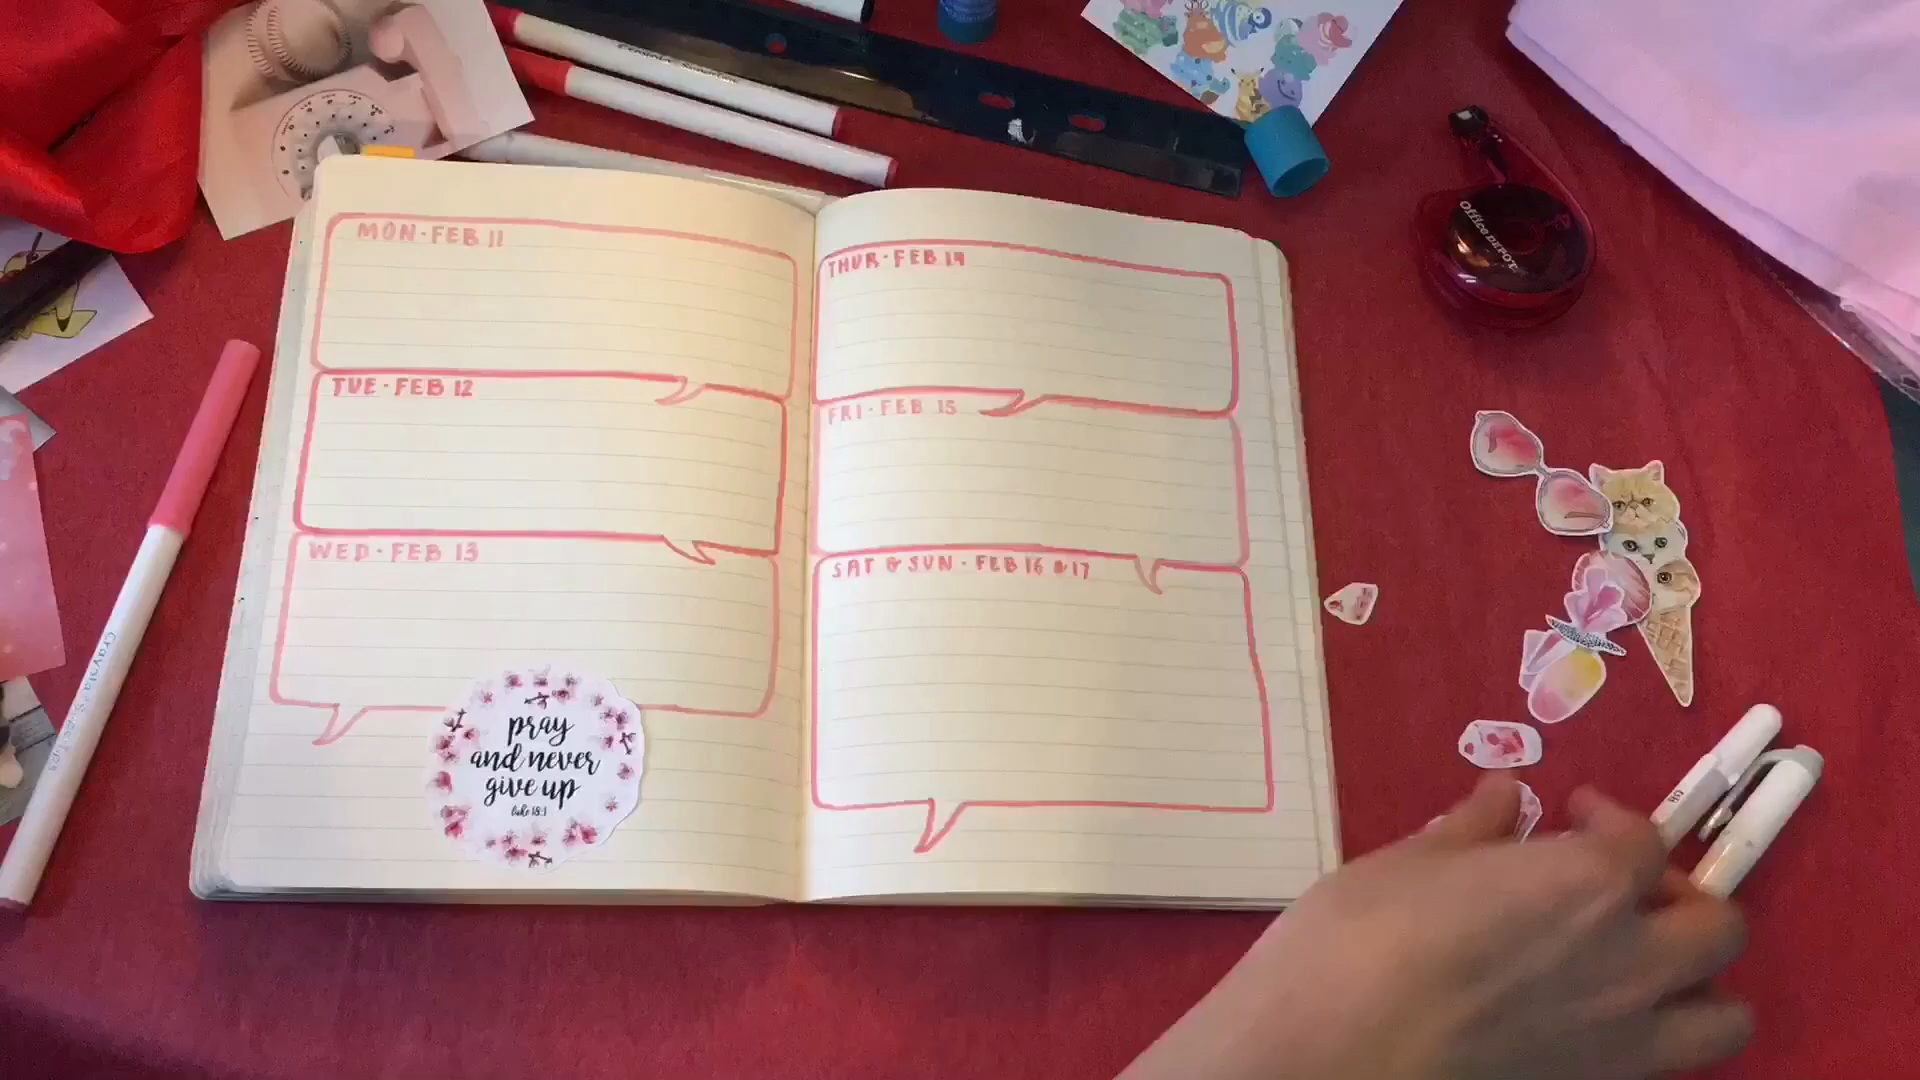 MON·FEB 11
TUE·FEB 12
WED·FEB 13
pray
and never
give up
luke 18:1
THUR·FEB 14
FRI·FEB 15
SAT & SUN·FEB 16 & 17
Office DEPOT
Crayola SuperTips